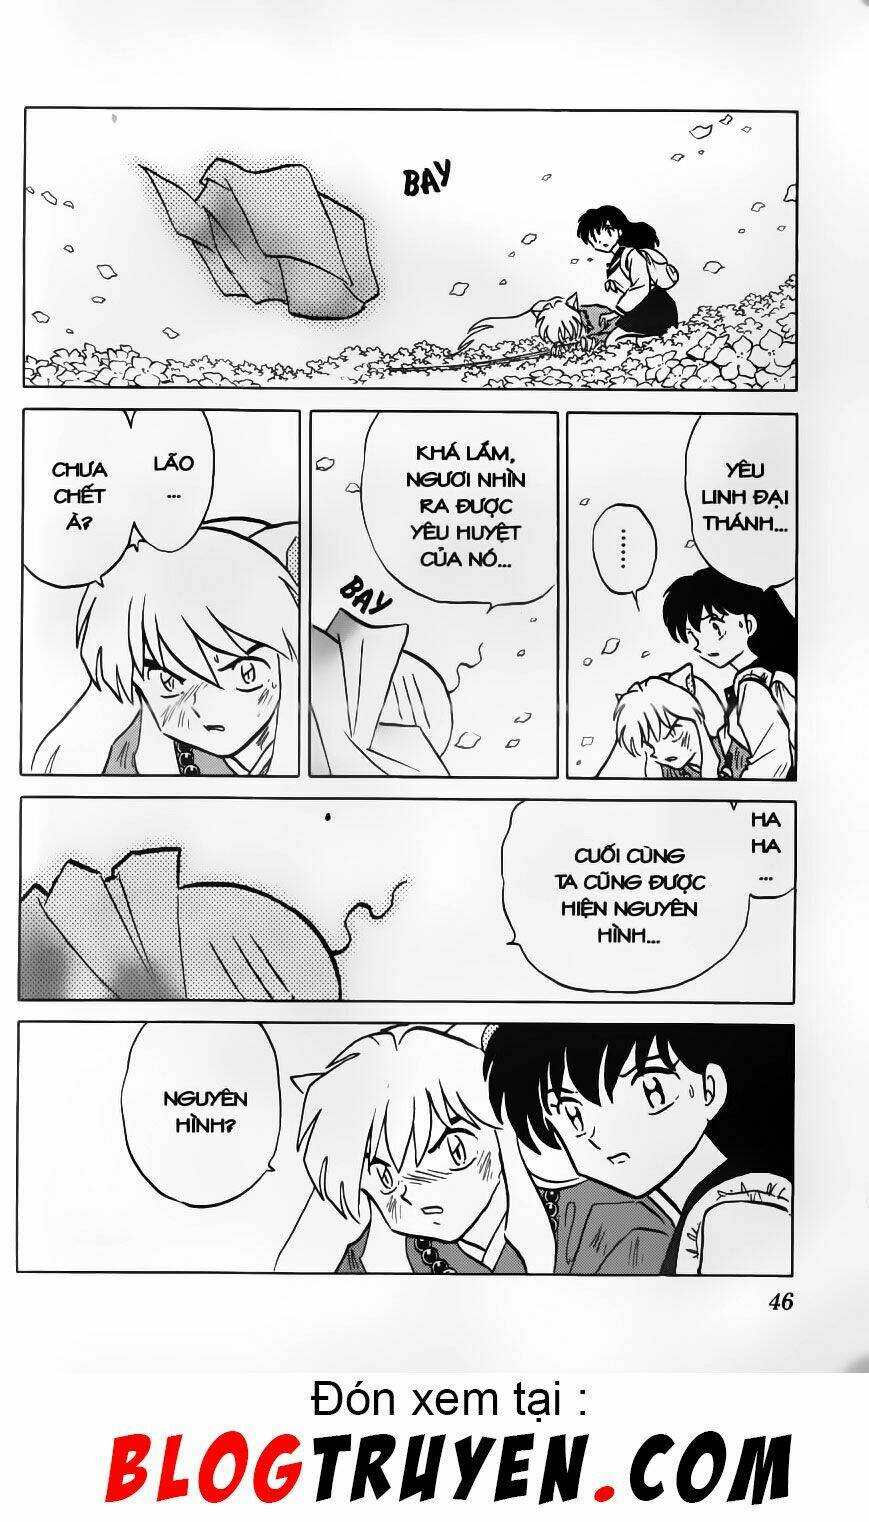 BAY
YÊU
LINH ĐẠI
THÁNH...
......
KHÁ LẮM,
NGƯƠI NHÌN
RA ĐƯỢC
YÊU HUYỆT
CỦA NÓ...
BAY
LÃO
...
CHƯA
CHẾT
À?
HA
HA
...
CUỐI CÙNG
TA CŨNG ĐƯỢC
HIỆN NGUYÊN
HÌNH...
NGUYÊN
HÌNH?
46
Đón xem tại :
BLOGTRUYEN.COM